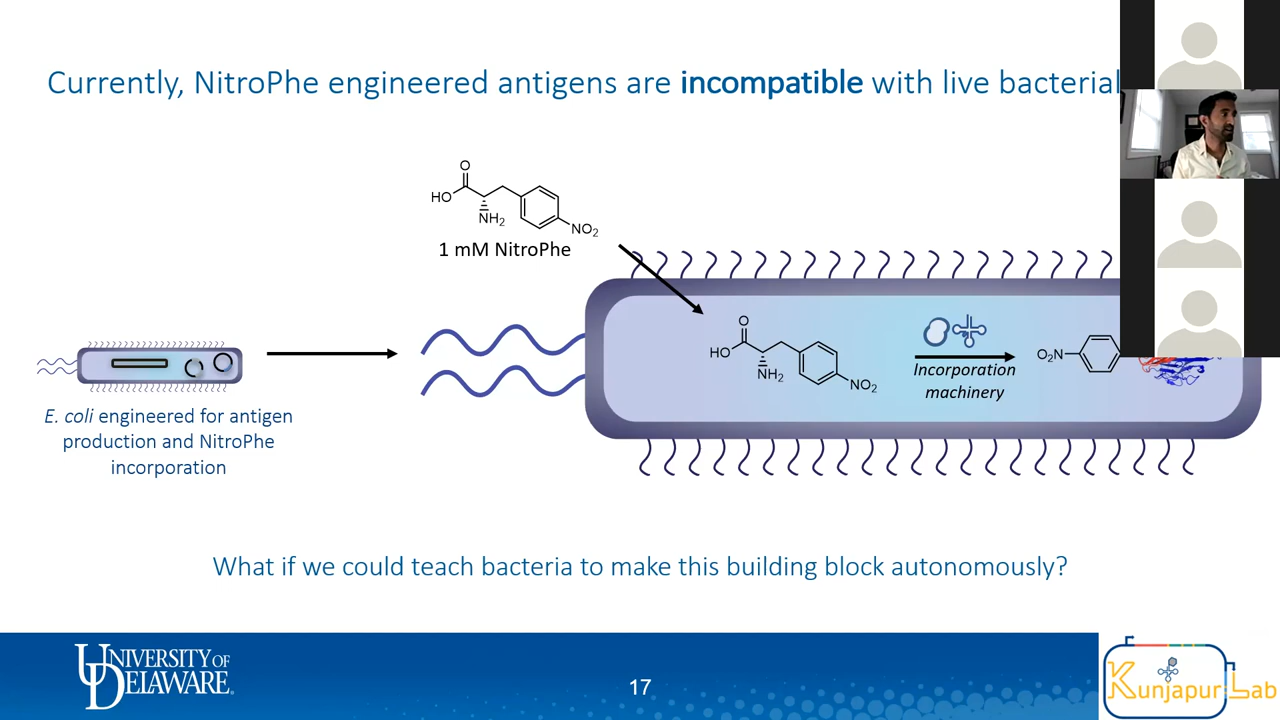 Currently, NitroPhe engineered antigens are incompatible with live bacterial
O
HO
NH2
NO2
1 mM NitroPhe
O
HO
NH2
NO2
Incorporation
machinery
O2N
E. coli engineered for antigen
production and NitroPhe
incorporation
What if we could teach bacteria to make this building block autonomously?
UNIVERSITY OF
DELAWARE
17
Kunjapur Lab